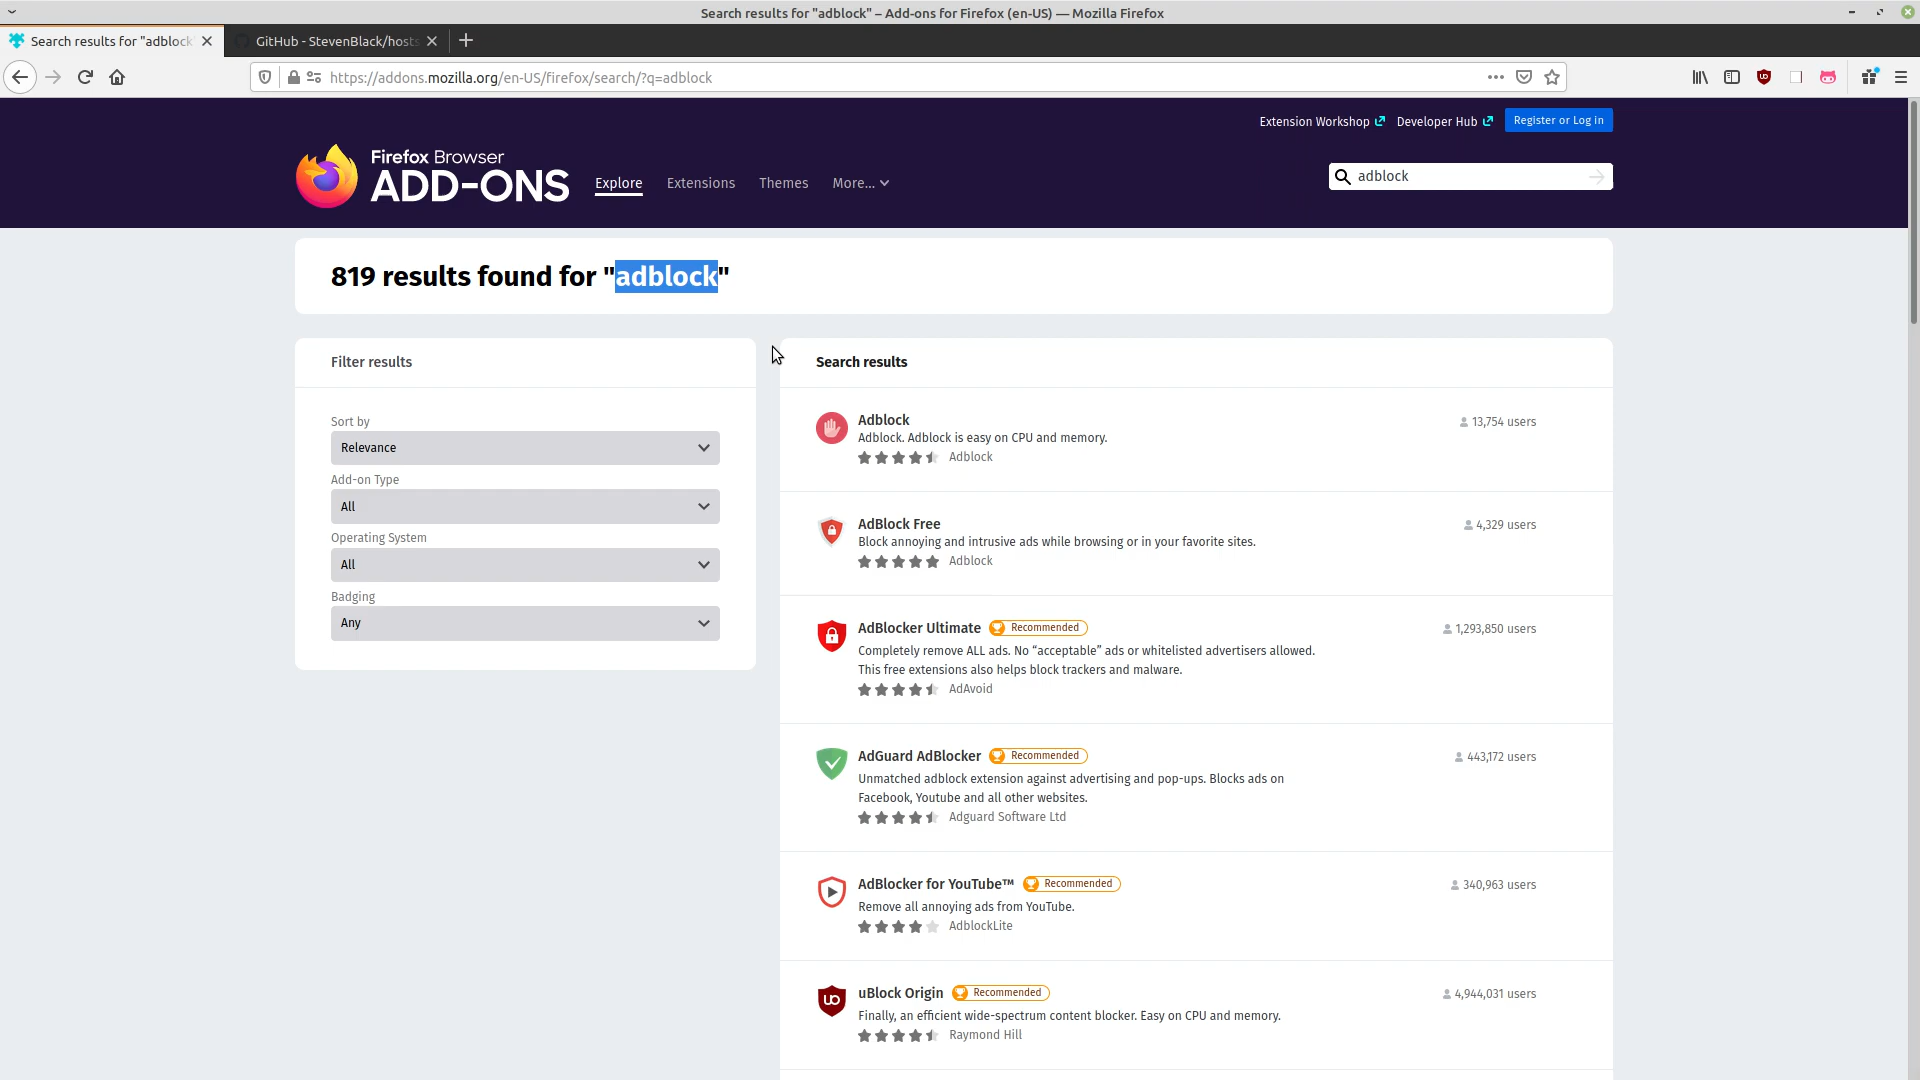 Search results for "adblock" – Add-ons for Firefox (en-US) — Mozilla Firefox
Search results for "adblock
GitHub - StevenBlack/hosts
https://addons.mozilla.org/en-US/firefox/search/?q=adblock
Extension Workshop
Developer Hub
Register or Log in
Firefox Browser
ADD-ONS
Explore
Extensions
Themes
More...
adblock
819 results found for "adblock"
Filter results
Sort by
Relevance
Add-on Type
All
Operating System
All
Badging
Any
Search results
Adblock
13,754 users
Adblock. Adblock is easy on CPU and memory.
Adblock
AdBlock Free
4,329 users
Block annoying and intrusive ads while browsing or in your favorite sites.
Adblock
AdBlocker Ultimate
Recommended
1,293,850 users
Completely remove ALL ads. No “acceptable” ads or whitelisted advertisers allowed.
This free extensions also helps block trackers and malware.
AdAvoid
AdGuard AdBlocker
Recommended
443,172 users
Unmatched adblock extension against advertising and pop-ups. Blocks ads on
Facebook, Youtube and all other websites.
Adguard Software Ltd
AdBlocker for YouTube™
Recommended
340,963 users
Remove all annoying ads from YouTube.
AdblockLite
uBlock Origin
Recommended
4,944,031 users
Finally, an efficient wide-spectrum content blocker. Easy on CPU and memory.
Raymond Hill